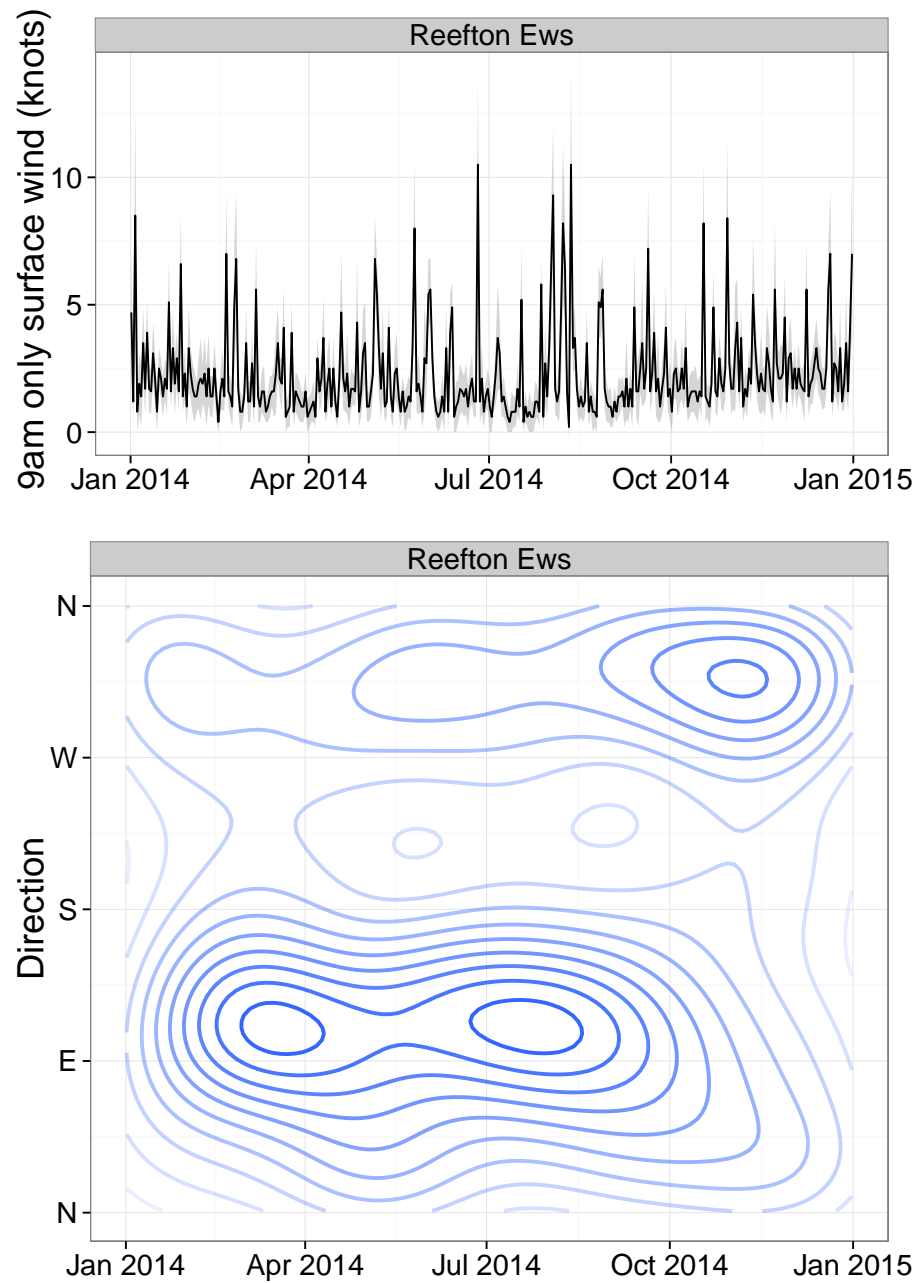 Reefton Ews
9am only surface wind (knots)
10
5
0
Jan 2014 Apr 2014 Jul 2014 Oct 2014 Jan 2015
Reefton Ews
Direction
N
W
S
E
N
Jan 2014 Apr 2014 Jul 2014 Oct 2014 Jan 2015